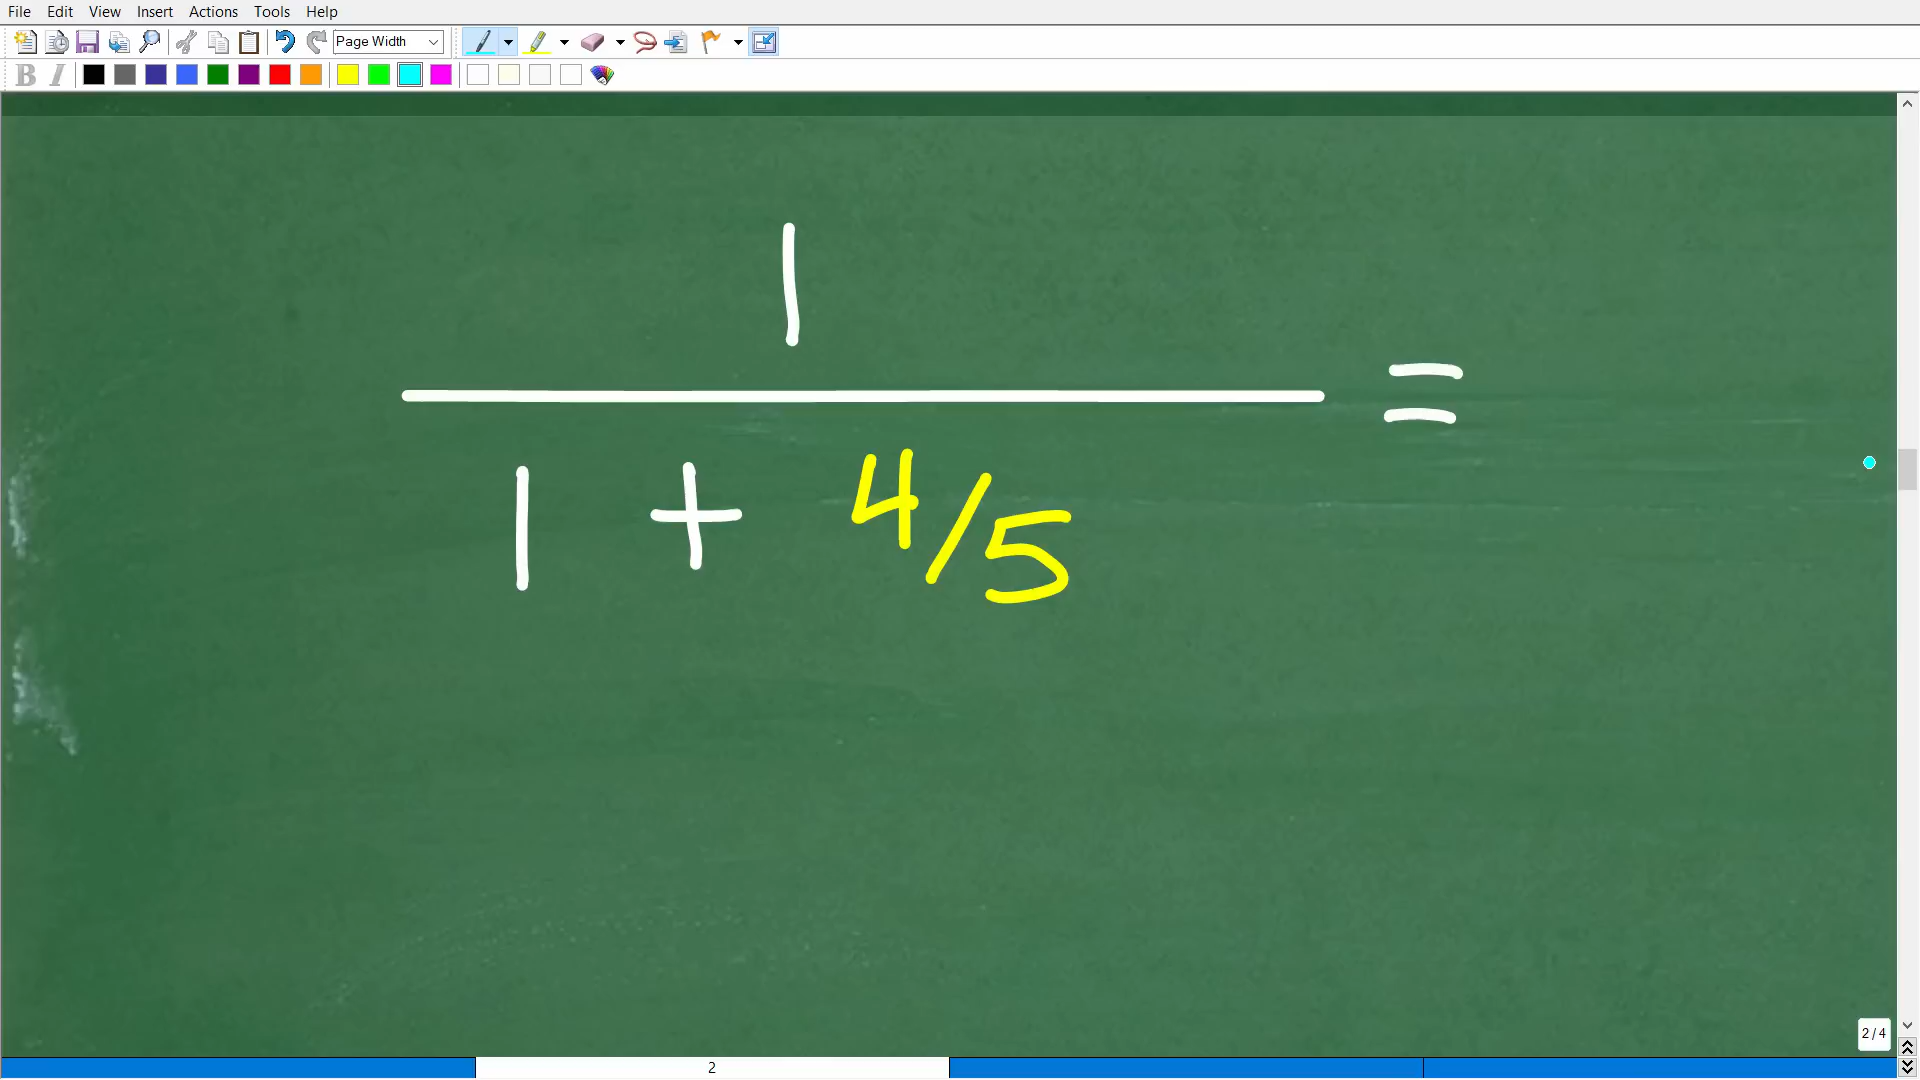 File Edit View Insert Actions Tools Help
Page Width
B I
1
=
1 + 4/5
2/4
2